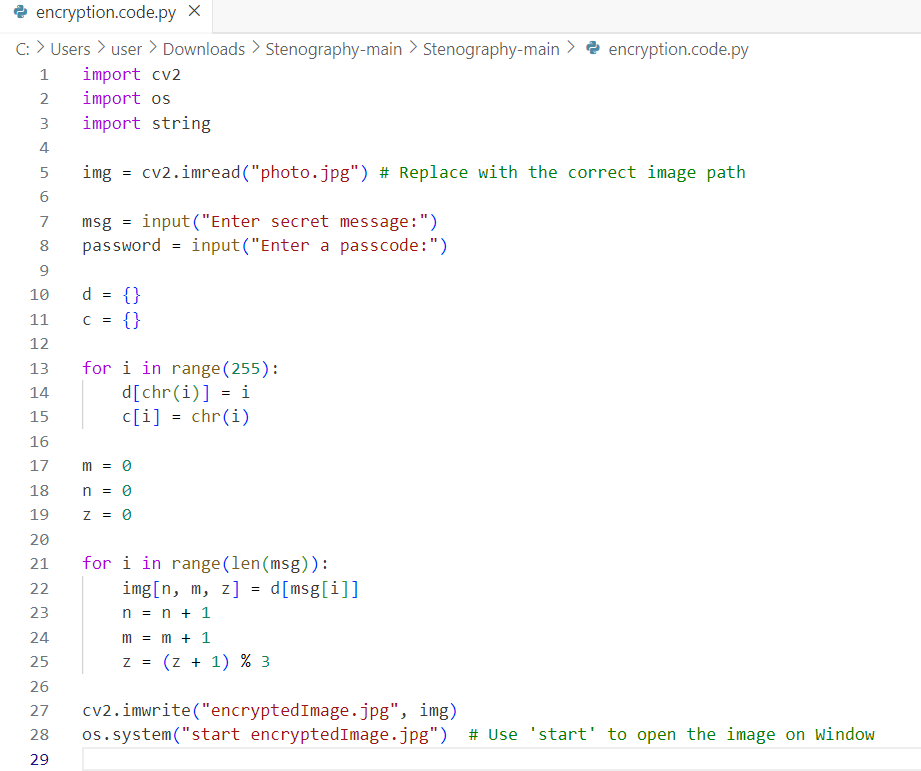 encryption.code.py ×
C: > Users > user > Downloads > Stenography-main > Stenography-main > encryption.code.py
1 import cv2
2 import os
3 import string
4
5 img = cv2.imread("photo.jpg") # Replace with the correct image path
6
7 msg = input("Enter secret message:")
8 password = input("Enter a passcode:")
9
10 d = {}
11 c = {}
12
13 for i in range(255):
14     d[chr(i)] = i
15     c[i] = chr(i)
16
17 m = 0
18 n = 0
19 z = 0
20
21 for i in range(len(msg)):
22     img[n, m, z] = d[msg[i]]
23     n = n + 1
24     m = m + 1
25     z = (z + 1) % 3
26
27 cv2.imwrite("encryptedImage.jpg", img)
28 os.system("start encryptedImage.jpg")  # Use 'start' to open the image on Window
29